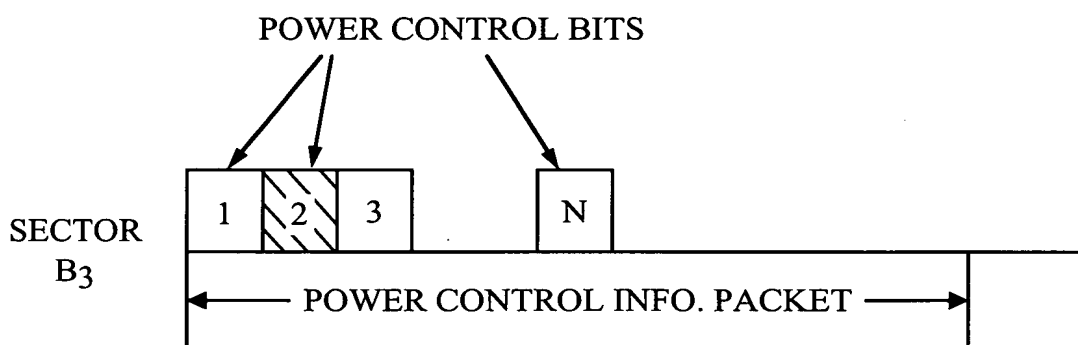 POWER CONTROL BITS
1 2 3 N
SECTOR
B3
POWER CONTROL INFO. PACKET